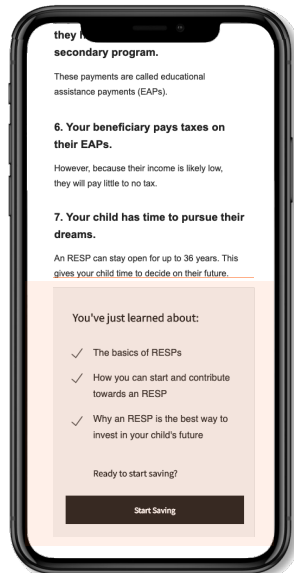 they
secondary program.
These payments are called educational
assistance payments (EAPs).
6. Your beneficiary pays taxes on
their EAPs.
However, because their income is likely low,
they will pay little to no tax.
7. Your child has time to pursue their
dreams.
An RESP can stay open for up to 36 years. This
gives your child time to decide on their future.
You've just learned about:
The basics of RESPs
How you can start and contribute
towards an RESP
Why an RESP is the best way to
invest in your child's future
Ready to start saving?
Start Saving